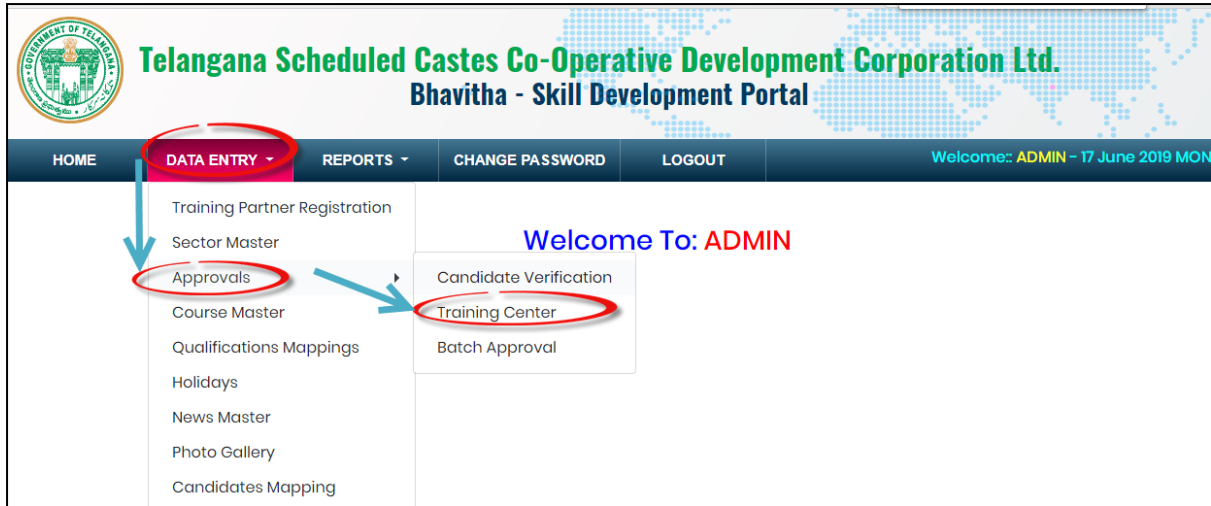 Telangana Scheduled Castes Co-Operative Development Corporation Ltd.
Bhavitha - Skill Development Portal
HOME DATA ENTRY REPORTS CHANGE PASSWORD LOGOUT Welcome:: ADMIN - 17 June 2019 MON
Welcome To: ADMIN
Training Partner Registration
Sector Master
Approvals
Course Master
Qualifications Mappings
Holidays
News Master
Photo Gallery
Candidates Mapping
Candidate Verification
Training Center
Batch Approval